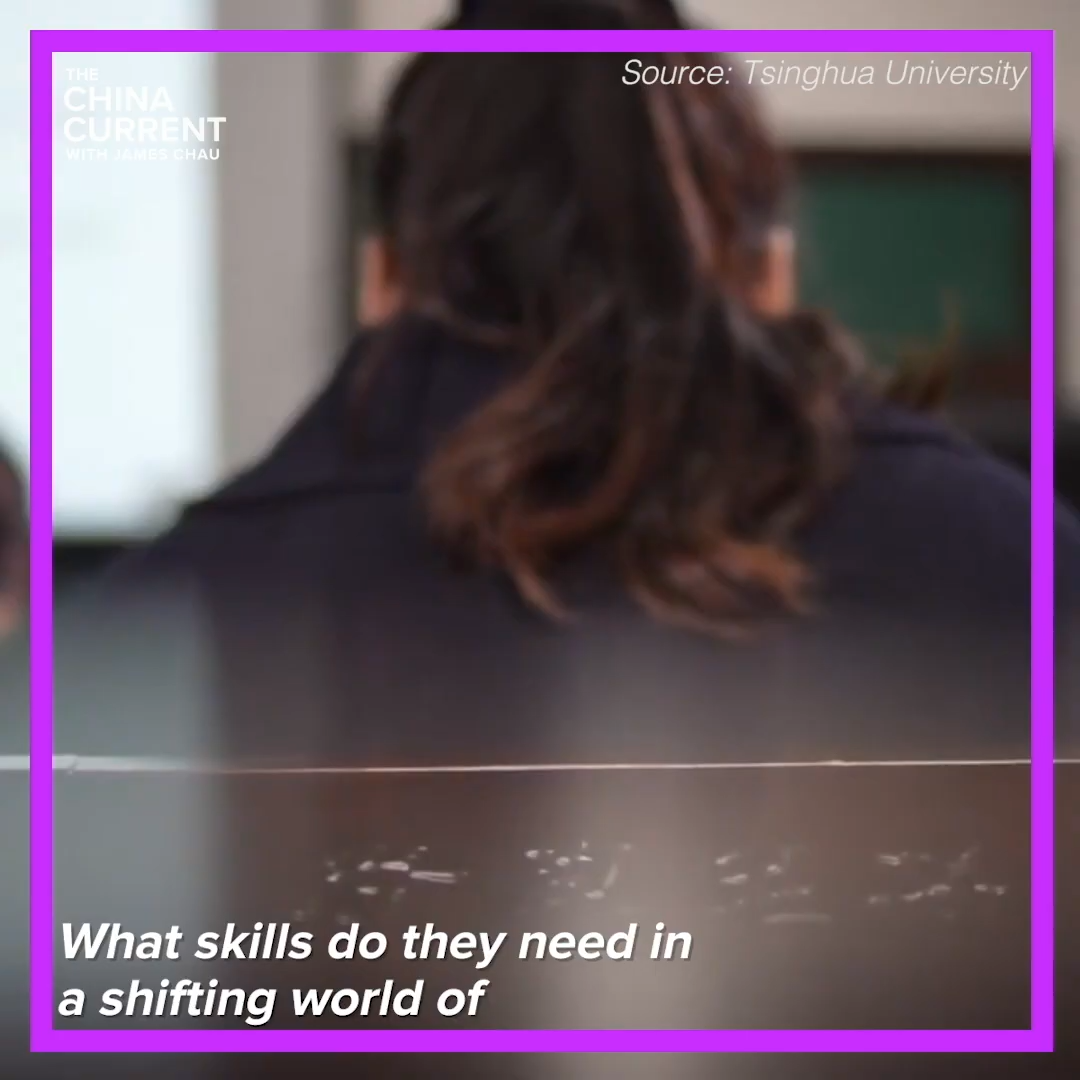 THE
CHINA
CURRENT
WITH JAMES CHAU
Source: Tsinghua University
What skills do they need in
a shifting world of